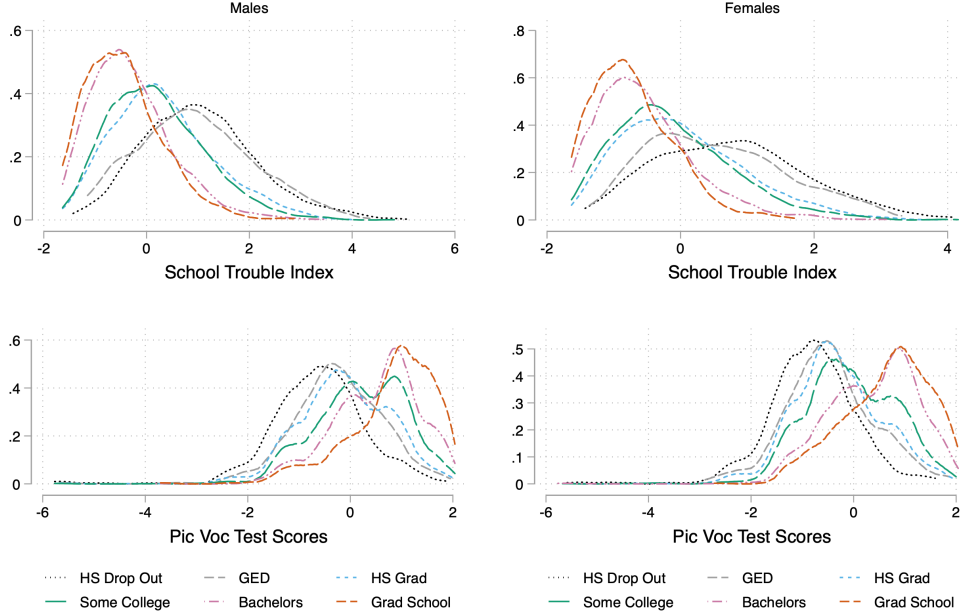 Males
Females
.6
.4
.2
0
-2 0 2 4 6
School Trouble Index
.8
.6
.4
.2
0
-2 0 2 4
School Trouble Index
.6
.4
.2
0
-6 -4 -2 0 2
Pic Voc Test Scores
.5
.4
.3
.2
.1
0
-6 -4 -2 0 2
Pic Voc Test Scores
HS Drop Out GED HS Grad
Some College Bachelors Grad School
HS Drop Out GED HS Grad
Some College Bachelors Grad School